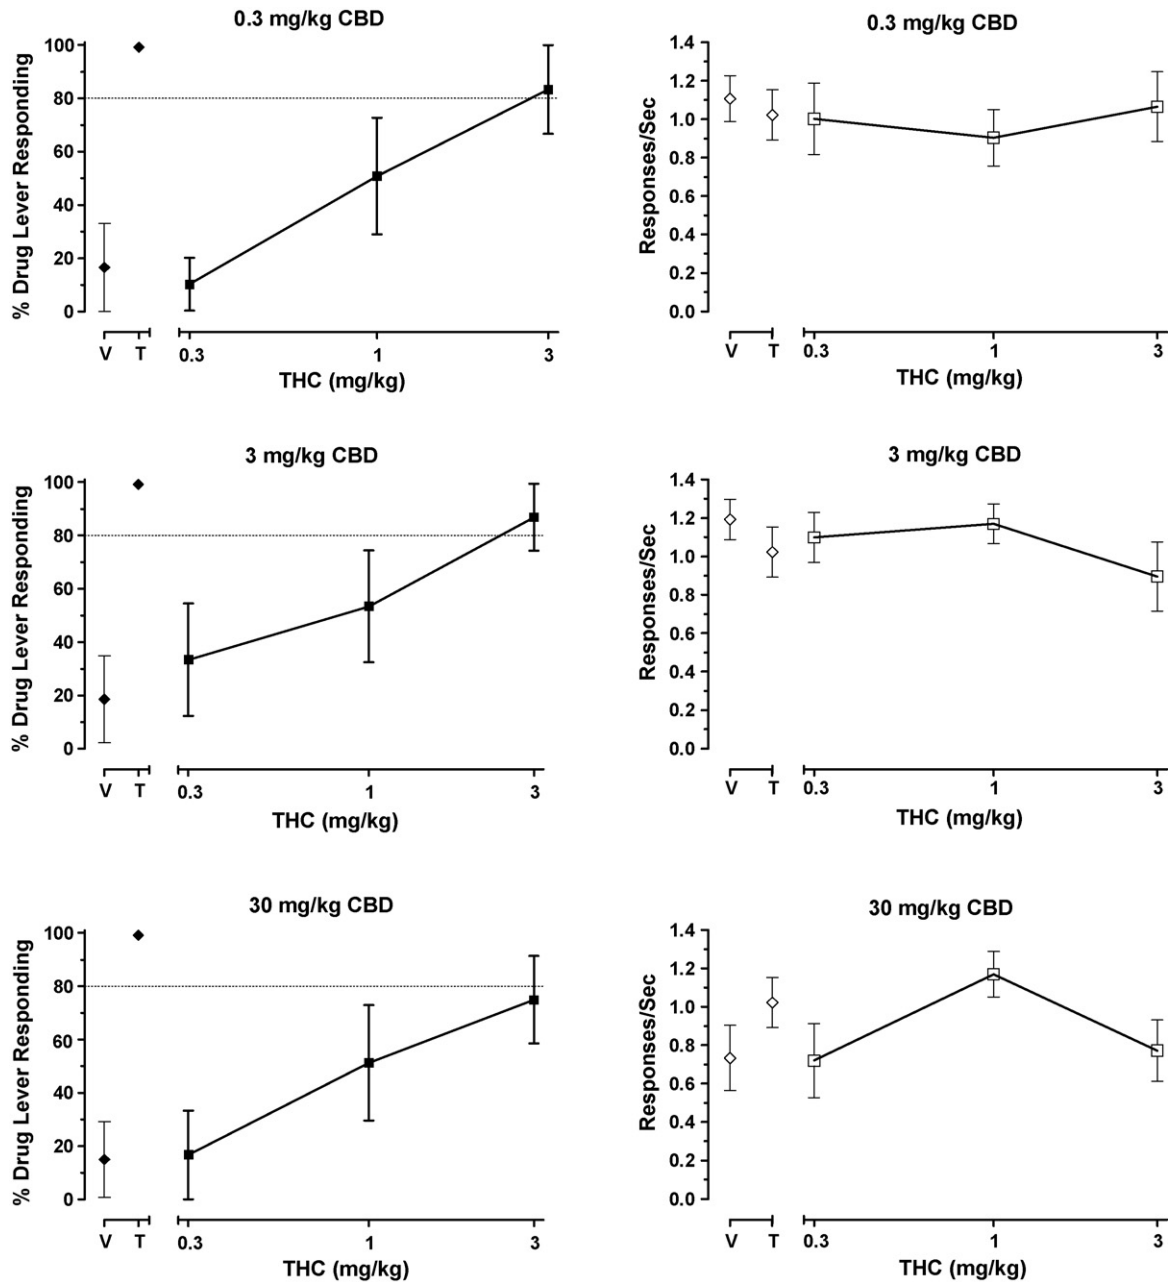 0.3 mg/kg CBD
% Drug Lever Responding
100
80
60
40
20
0
V T 0.3 1 3
THC (mg/kg)
0.3 mg/kg CBD
Responses/Sec
1.4
1.2
1.0
0.8
0.6
0.4
0.2
0.0
V T 0.3 1 3
THC (mg/kg)
3 mg/kg CBD
% Drug Lever Responding
100
80
60
40
20
0
V T 0.3 1 3
THC (mg/kg)
3 mg/kg CBD
Responses/Sec
1.4
1.2
1.0
0.8
0.6
0.4
0.2
0.0
V T 0.3 1 3
THC (mg/kg)
30 mg/kg CBD
% Drug Lever Responding
100
80
60
40
20
0
V T 0.3 1 3
THC (mg/kg)
30 mg/kg CBD
Responses/Sec
1.4
1.2
1.0
0.8
0.6
0.4
0.2
0.0
V T 0.3 1 3
THC (mg/kg)